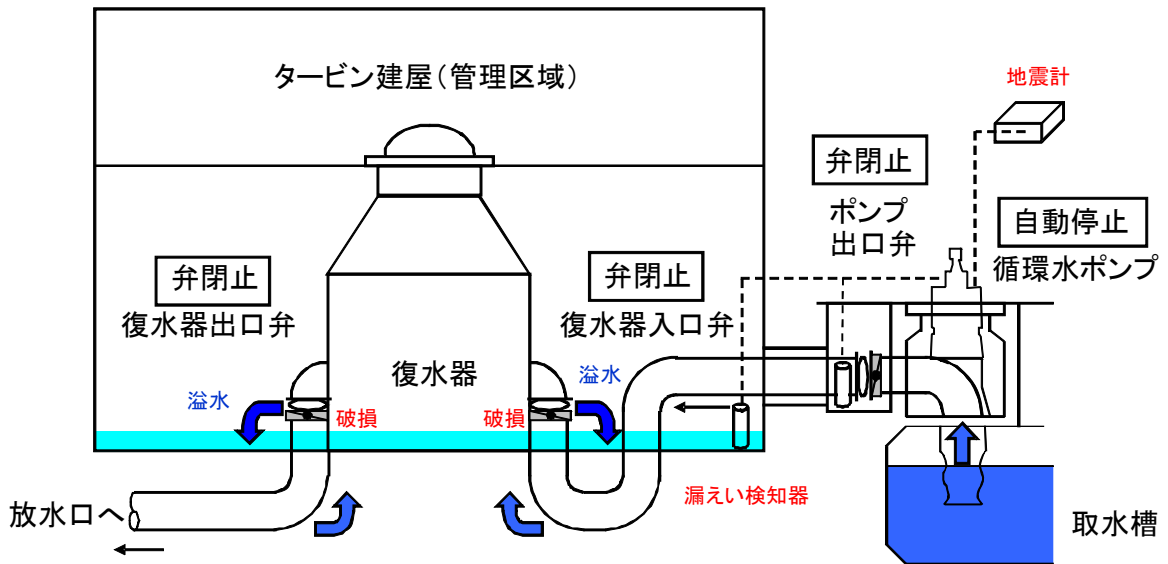 タービン建屋(管理区域)
地震計
弁閉止
ポンプ
出口弁
自動停止
循環水ポンプ
弁閉止
復水器出口弁
弁閉止
復水器入口弁
復水器
溢水
破損
破損
溢水
漏えい検知器
放水口へ
取水槽